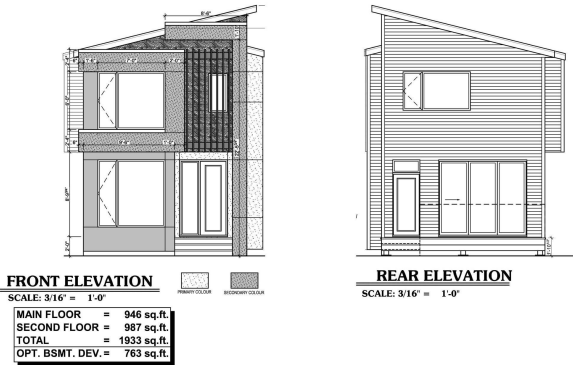 6'-6"
FRONT ELEVATION
SCALE: 3/16" = 1'-0"
PRIMARY COLOUR
SECONDARY COLOUR
MAIN FLOOR = 946 sq.ft.
SECOND FLOOR = 987 sq.ft.
TOTAL = 1933 sq.ft.
OPT. BSMT. DEV. = 763 sq.ft.
REAR ELEVATION
SCALE: 3/16" = 1'-0"